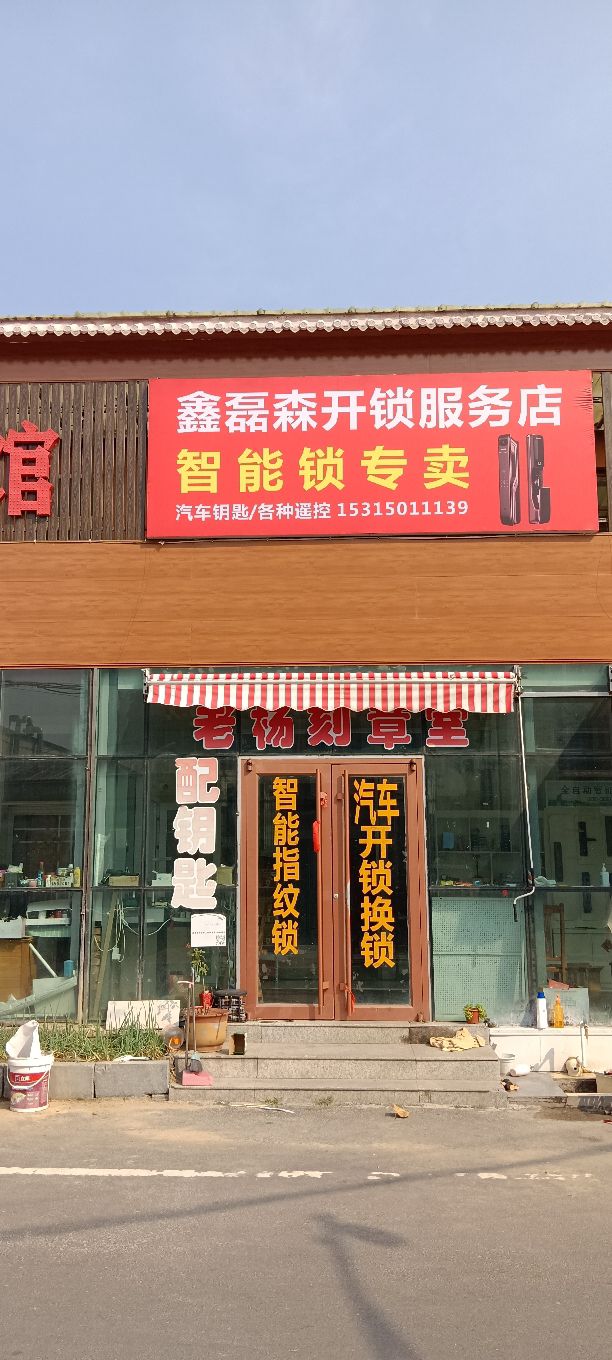 馆
鑫磊森开锁服务店
智能锁专卖
汽车钥匙/各种遥控 15315011139
老杨刻章室
配钥匙
智能指纹锁
汽车开锁换锁